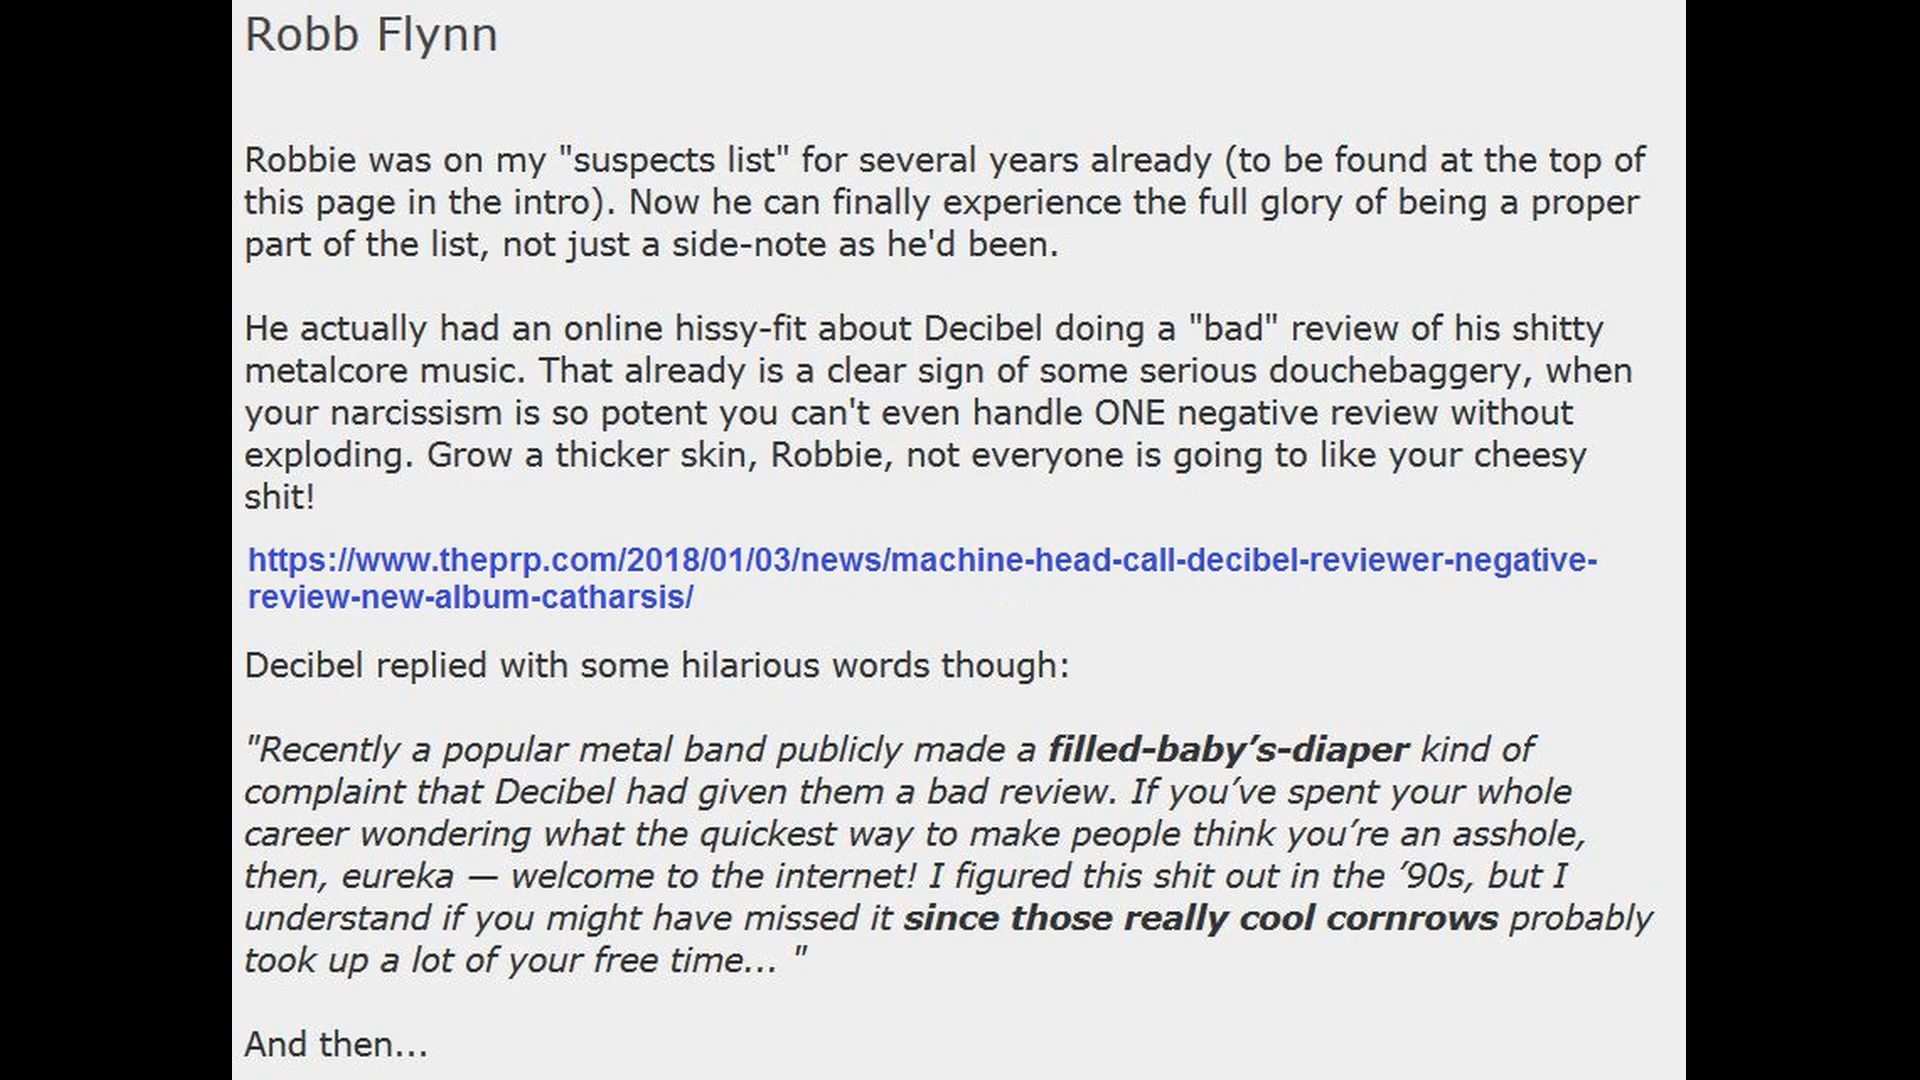 Robb Flynn
Robbie was on my "suspects list" for several years already (to be found at the top of
this page in the intro). Now he can finally experience the full glory of being a proper
part of the list, not just a side-note as he'd been.
He actually had an online hissy-fit about Decibel doing a "bad" review of his shitty
metalcore music. That already is a clear sign of some serious douchebaggery, when
your narcissism is so potent you can't even handle ONE negative review without
exploding. Grow a thicker skin, Robbie, not everyone is going to like your cheesy
shit!
https://www.theprp.com/2018/01/03/news/machine-head-call-decibel-reviewer-negative-
review-new-album-catharsis/
Decibel replied with some hilarious words though:
"Recently a popular metal band publicly made a filled-baby’s-diaper kind of
complaint that Decibel had given them a bad review. If you’ve spent your whole
career wondering what the quickest way to make people think you’re an asshole,
then, eureka — welcome to the internet! I figured this shit out in the ’90s, but I
understand if you might have missed it since those really cool cornrows probably
took up a lot of your free time... "
And then...